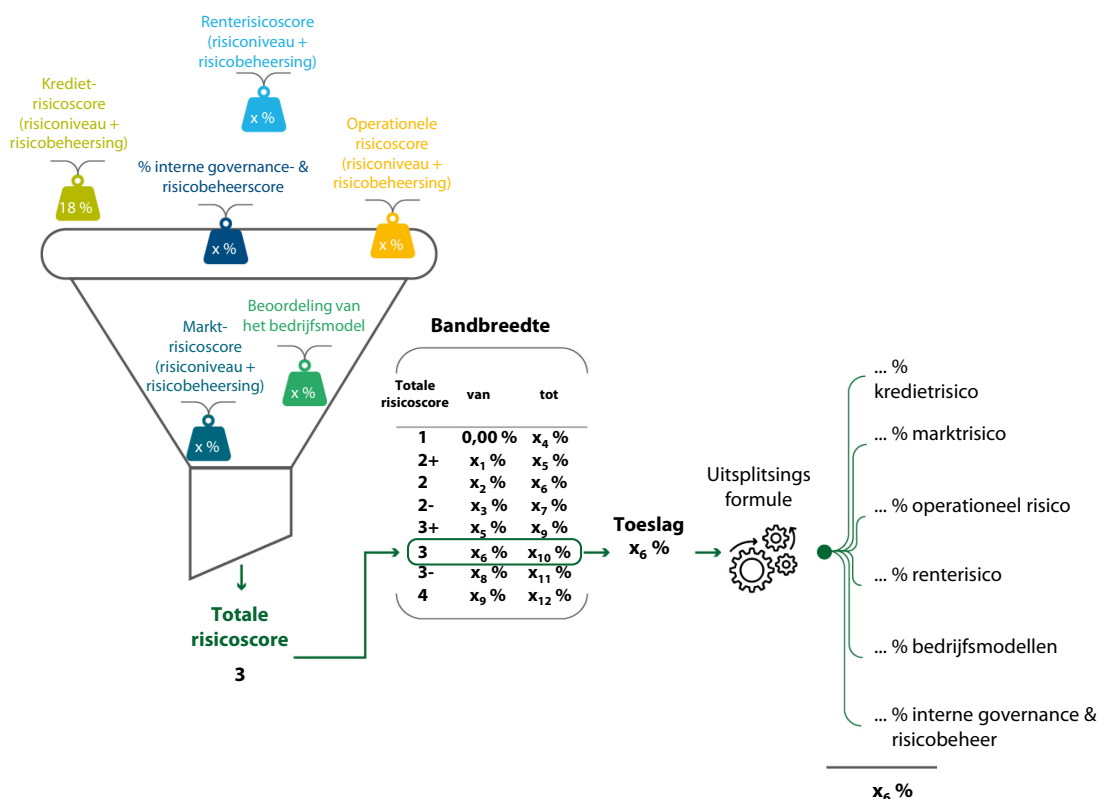 Renterisicoscore
(risiconiveau +
risicobeheersing)
x %
Krediet-
risicoscore
(risiconiveau +
risicobeheersing)
18 %
% interne governance- &
risicobeheerscore
x %
Operationele
risicoscore
(risiconiveau +
risicobeheersing)
x %
Markt-
risicoscore
(risiconiveau +
risicobeheersing)
x %
Beoordeling van
het bedrijfsmodel
x %
Totale
risicoscore
3
Bandbreedte
Totale
risicoscore van tot
1 0,00 % x₄ %
2+ x₁ % x₅ %
2 x₂ % x₆ %
2- x₃ % x₇ %
3+ x₅ % x₉ %
3 x₆ % x₁₀ %
3- x₈ % x₁₁ %
4 x₉ % x₁₂ %
Toeslag
x₆ %
Uitsplitsings
formule
... %
kredietrisico
... % marktrisico
... % operationeel risico
... % renterisico
... % bedrijfsmodellen
... % interne governance &
risicobeheer
x₆ %